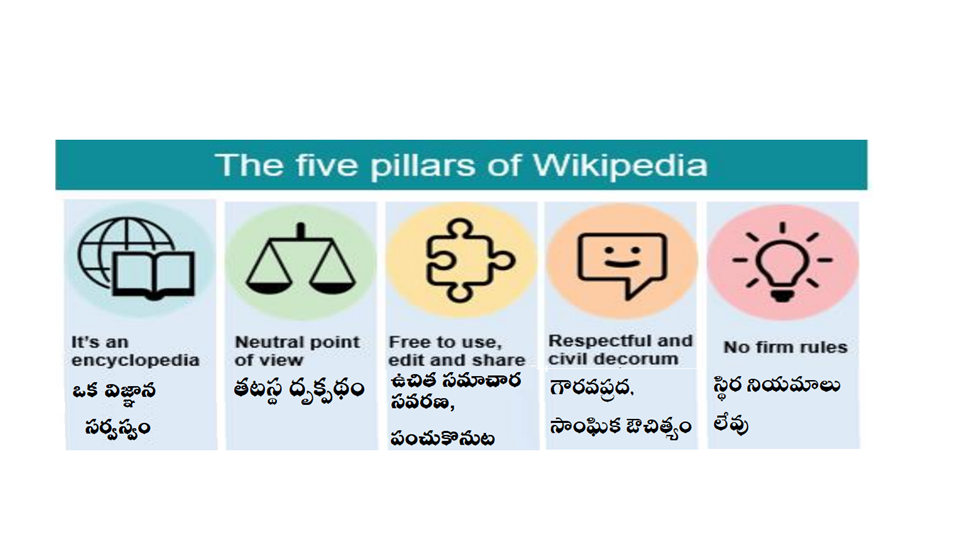 The five pillars of Wikipedia
It's an
encyclopedia
ఒక విజ్ఞాన
సర్వస్వం
Neutral point
of view
తటస్థ దృక్పథం
Free to use,
edit and share
ఉచిత సమాచార
సవరణ,
పంచుకొనుట
Respectful and
civil decorum
గౌరవప్రద,
సాంఘిక ఔచిత్యం
No firm rules
స్థిర నియమాలు
లేవు